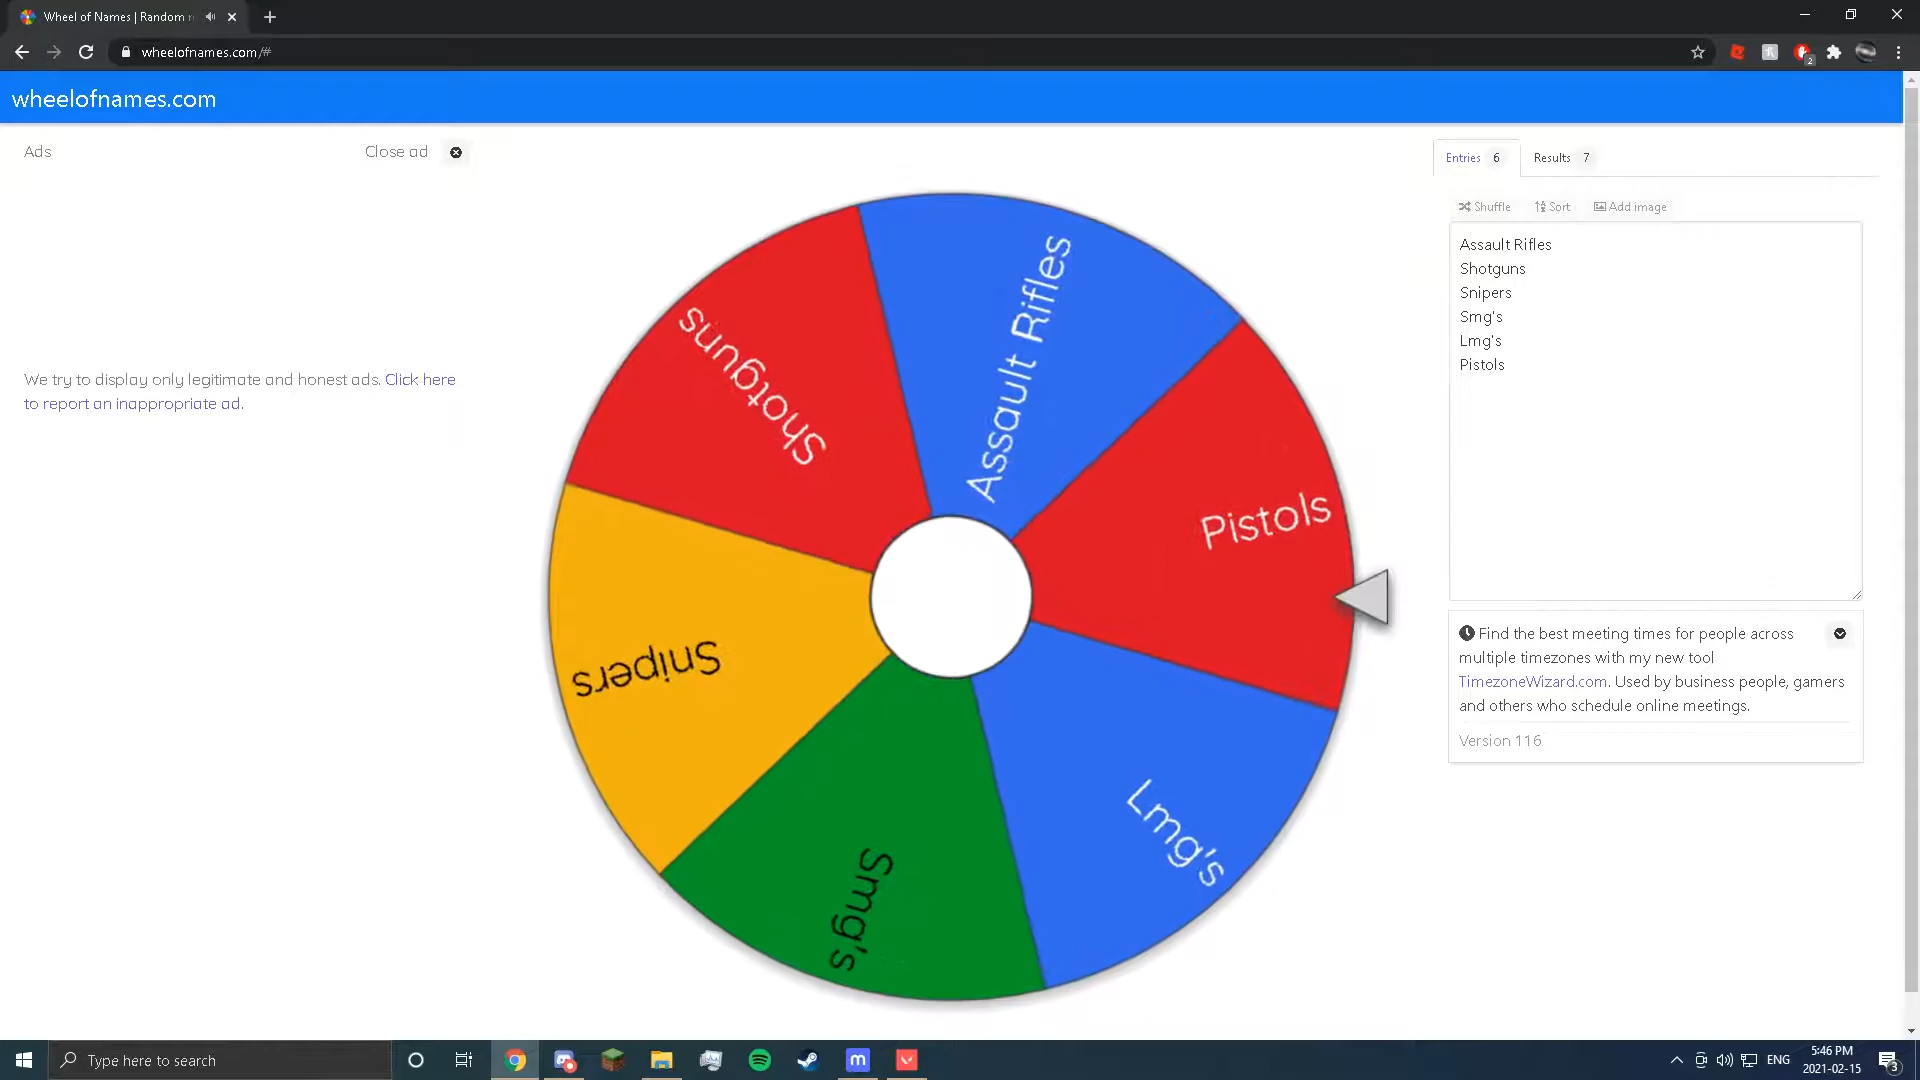 Wheel of Names | Random n
wheelofnames.com/#
2
wheelofnames.com
Ads
Close ad
We try to display only legitimate and honest ads. Click here
to report an inappropriate ad.
Assault Rifles
Shotguns
Pistols
Snipers
Lmg's
Smg's
Entries 6
Results 7
Shuffle
Sort
Add image
Assault Rifles
Shotguns
Snipers
Smg's
Lmg's
Pistols
Find the best meeting times for people across
multiple timezones with my new tool
TimezoneWizard.com. Used by business people, gamers
and others who schedule online meetings.
Version 116
Type here to search
m
ENG
5:46 PM
2021-02-15
3